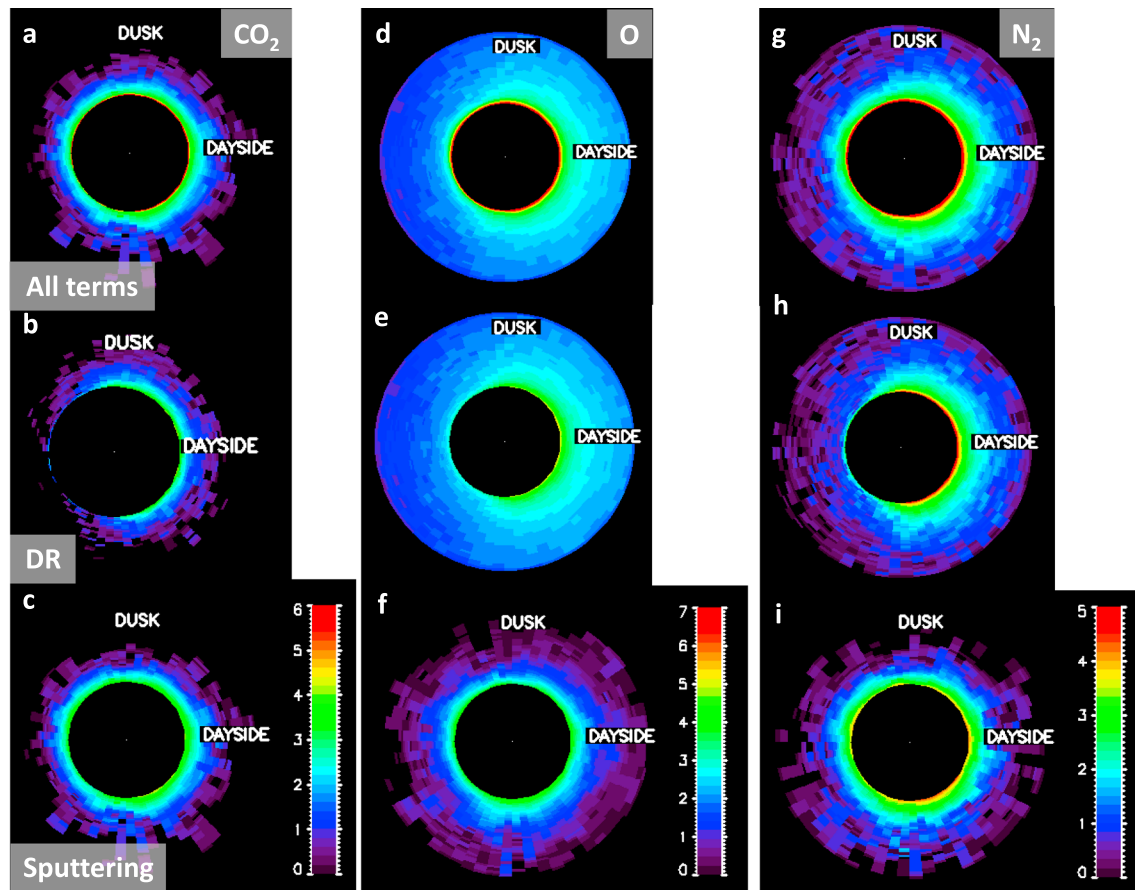 a
DUSK
CO₂
d
DUSK
O
g
DUSK
N₂
DAYSIDE
DAYSIDE
DAYSIDE
All terms
b
DUSK
e
DUSK
h
DUSK
DAYSIDE
DAYSIDE
DAYSIDE
DR
c
DUSK
6
5
4
3
2
1
0
DAYSIDE
f
DUSK
7
6
5
4
3
2
1
0
DAYSIDE
i
DUSK
5
4
3
2
1
0
DAYSIDE
Sputtering